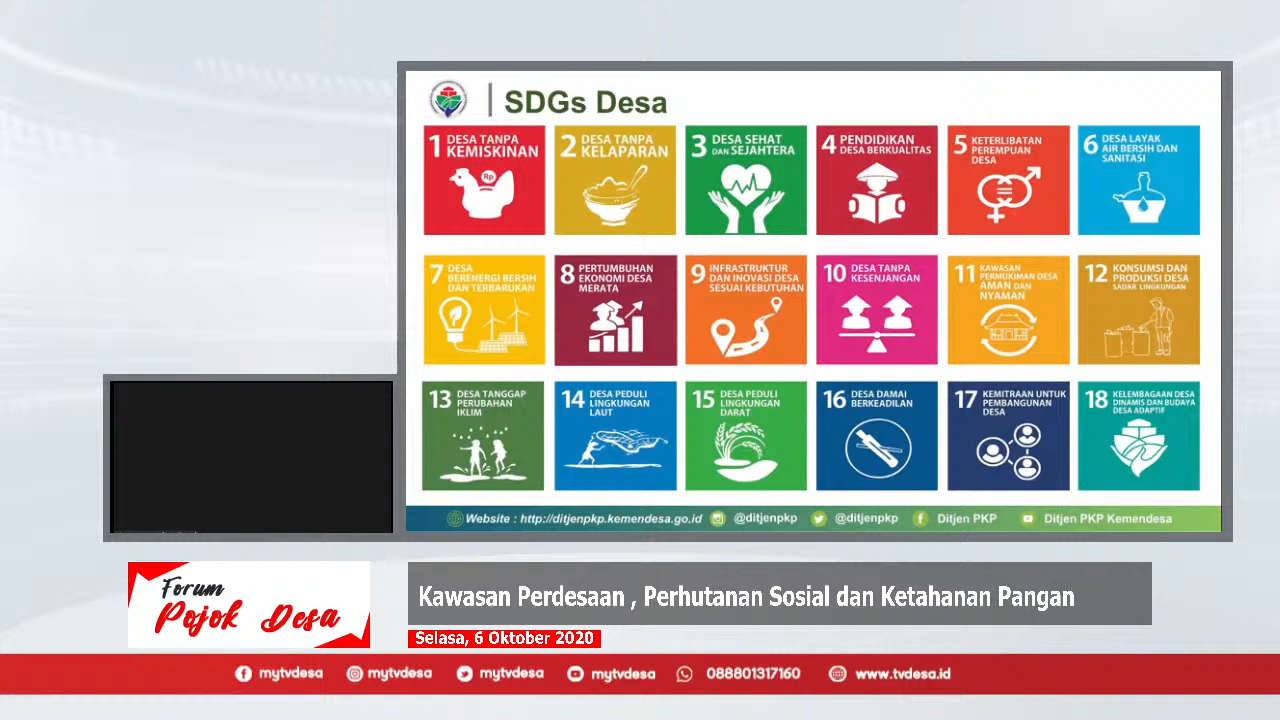 SDGs Desa
1 DESA TANPA
KEMISKINAN
Rp
2 DESA TANPA
KELAPARAN
3 DESA SEHAT
DAN SEJAHTERA
4 PENDIDIKAN
DESA BERKUALITAS
5 KETERLIBATAN
PEREMPUAN
DESA
6 DESA LAYAK
AIR BERSIH DAN
SANITASI
7 DESA
BERENERGI BERSIH
DAN TERBARUKAN
8 PERTUMBUHAN
EKONOMI DESA
MERATA
9 INFRASTRUKTUR
DAN INOVASI DESA
SESUAI KEBUTUHAN
10 DESA TANPA
KESENJANGAN
11 KAWASAN
PERMUKIMAN DESA
AMAN DAN
NYAMAN
12 KONSUMSI DAN
PRODUKSI DESA
SADAR LINGKUNGAN
13 DESA TANGGAP
PERUBAHAN
IKLIM
14 DESA PEDULI
LINGKUNGAN
LAUT
15 DESA PEDULI
LINGKUNGAN
DARAT
16 DESA DAMAI
BERKEADILAN
17 KEMITRAAN UNTUK
PEMBANGUNAN
DESA
18 KELEMBAGAAN DESA
DINAMIS DAN BUDAYA
DESA ADAPTIF
Website : http://ditjenpkp.kemendesa.go.id @ditjenpkp @ditjenpkp Ditjen PKP Ditjen PKP Kemendesa
Forum
Pojok Desa
Kawasan Perdesaan , Perhutanan Sosial dan Ketahanan Pangan
Selasa, 6 Oktober 2020
mytvdesa mytvdesa mytvdesa mytvdesa 088801317160 www.tvdesa.id